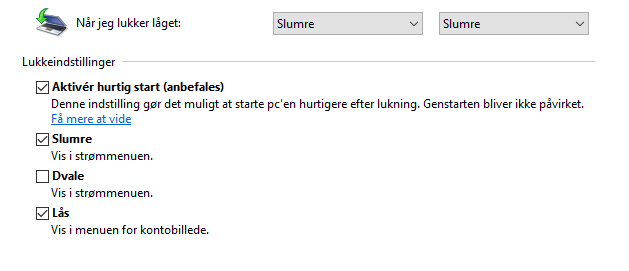 Når jeg lukker låget: Slumre Slumre
Lukkeindstillinger
Aktivér hurtig start (anbefales)
Denne indstilling gør det muligt at starte pc'en hurtigere efter lukning. Genstarten bliver ikke påvirket.
Få mere at vide
Slumre
Vis i strømmenuen.
Dvale
Vis i strømmenuen.
Lås
Vis i menuen for kontobillede.